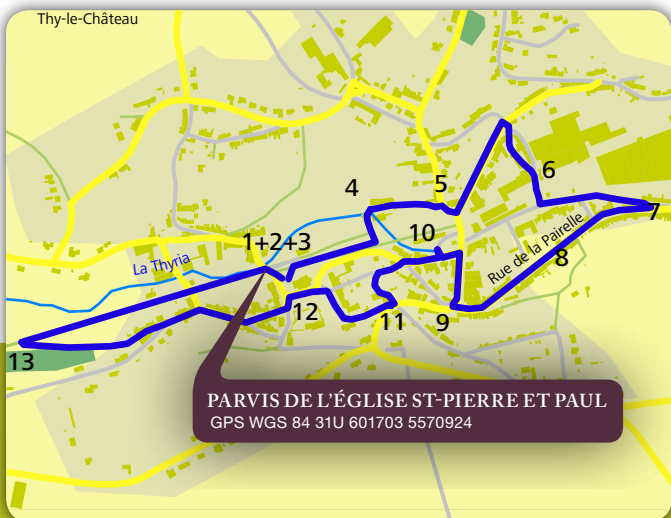 Thy-le-Château
4
5
6
7
1+2+3
10
La Thyria
Rue de la Pairelle
8
12
11
9
13
PARVIS DE L'ÉGLISE ST-PIERRE ET PAUL
GPS WGS 84 31U 601703 5570924